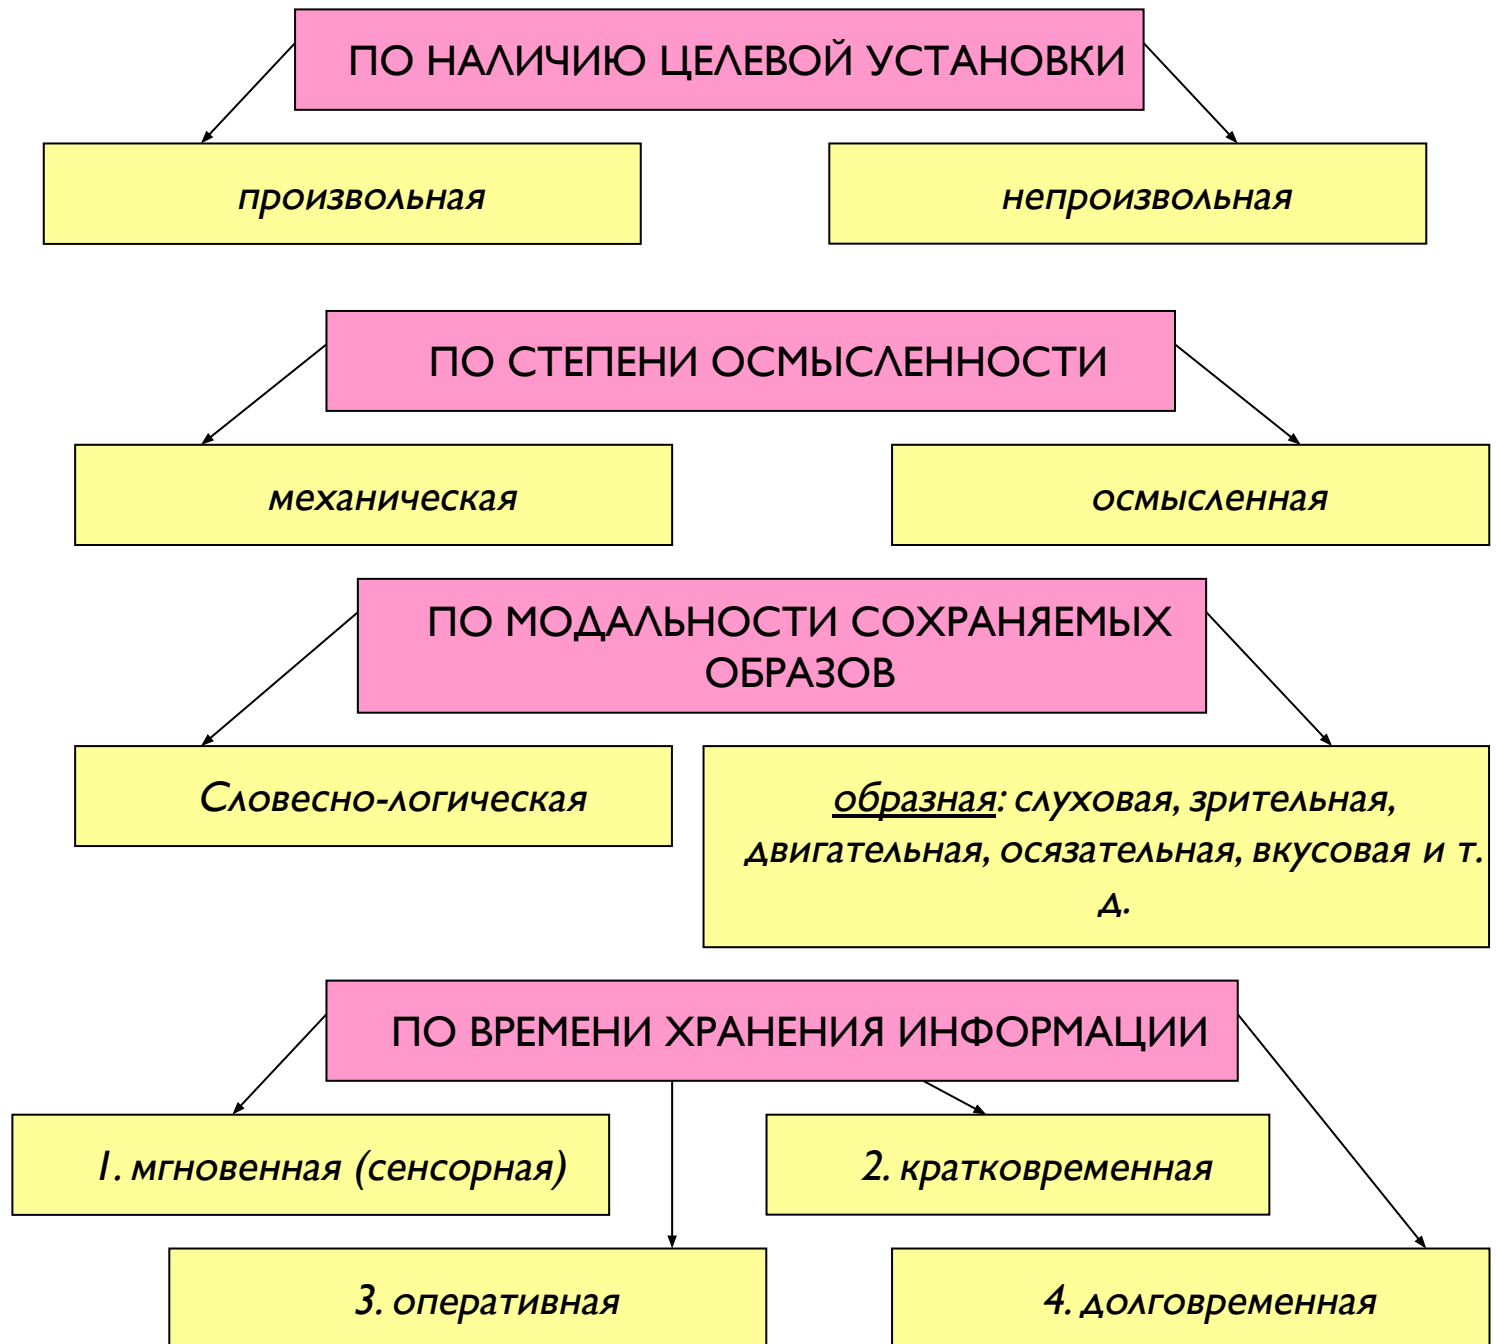 ПО НАЛИЧИЮ ЦЕЛЕВОЙ УСТАНОВКИ
произвольная
непроизвольная
ПО СТЕПЕНИ ОСМЫСЛЕННОСТИ
механическая
осмысленная
ПО МОДАЛЬНОСТИ СОХРАНЯЕМЫХ
ОБРАЗОВ
Словесно-логическая
образная: слуховая, зрительная,
двигательная, осязательная, вкусовая и т.
д.
ПО ВРЕМЕНИ ХРАНЕНИЯ ИНФОРМАЦИИ
1. мгновенная (сенсорная)
2. кратковременная
3. оперативная
4. долговременная